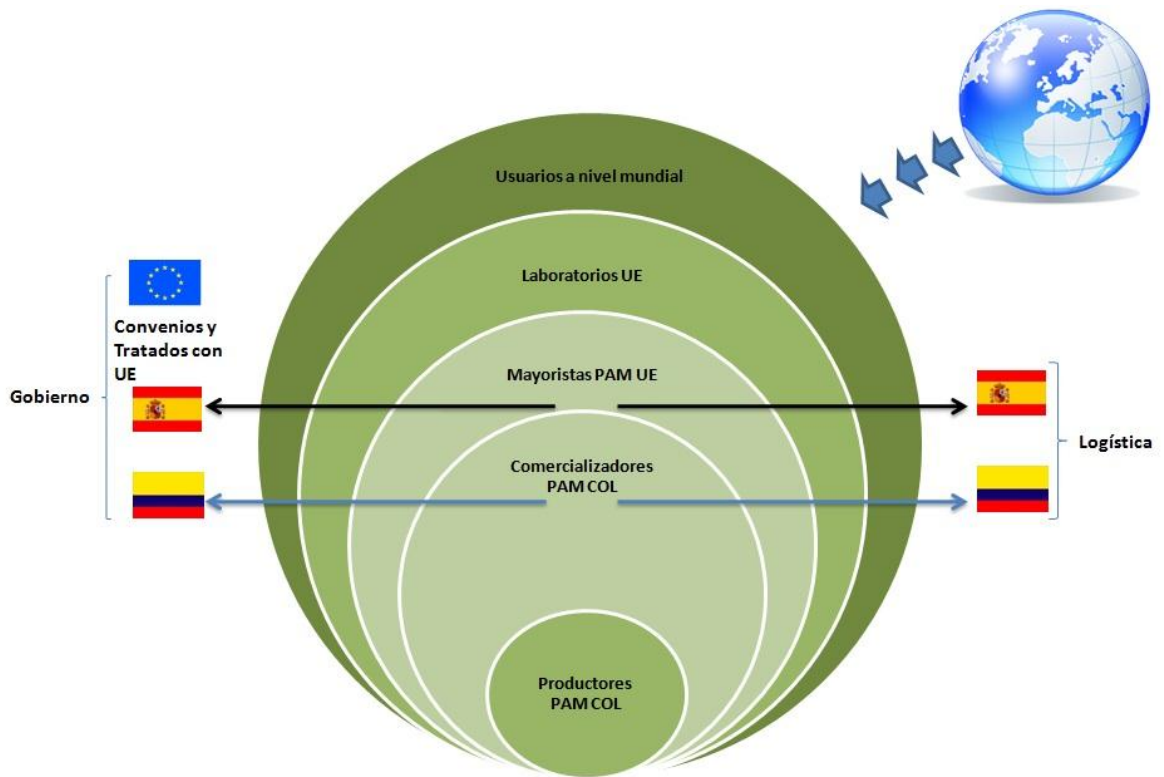 Usuarios a nivel mundial
Laboratorios UE
Convenios y
Tratados con
UE
Mayoristas PAM UE
Gobierno
Logística
Comercializadores
PAM COL
Productores
PAM COL